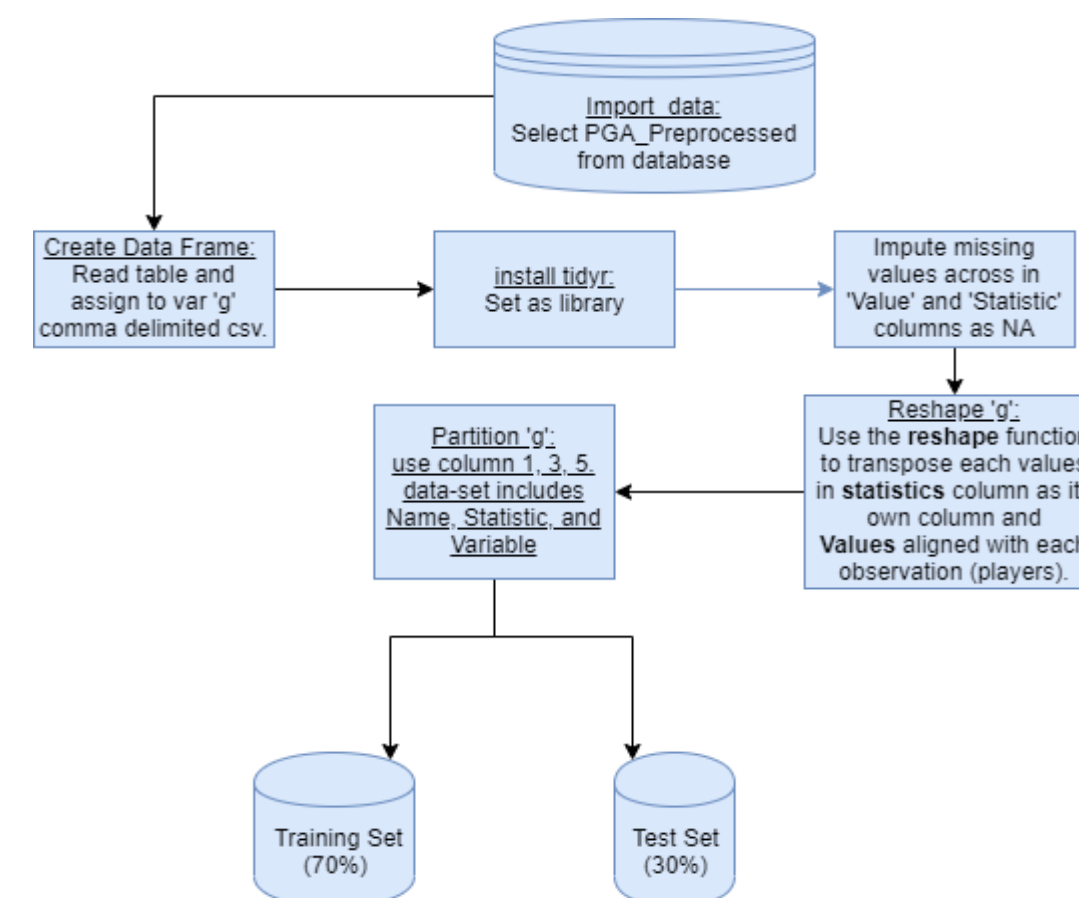 Import data:
Select PGA_Preprocessed
from database
Create Data Frame:
Read table and
assign to var 'g'
comma delimited csv.
install tidyr:
Set as library
Impute missing
values across in
'Value' and 'Statistic'
columns as NA
Reshape 'g':
Use the reshape function
to transpose each values
in statistics column as
own column and
Values aligned with each
observation (players).
Partition 'g':
use column 1, 3, 5.
data-set includes
Name, Statistic, and
Variable
Training Set
(70%)
Test Set
(30%)